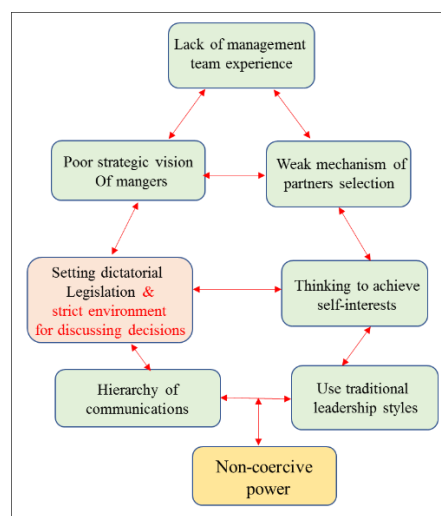 Lack of management
team experience
Poor strategic vision
Of mangers
Weak mechanism of
partners selection
Setting dictatorial
Legislation &
strict environment
for discussing decisions
Thinking to achieve
self-interests
Hierarchy of
communications
Use traditional
leadership styles
Non-coercive
power